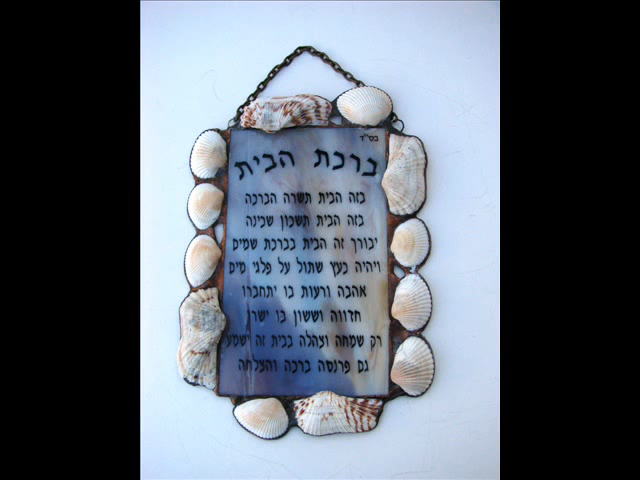 בס"ד
ברכת הבית
בזה הבית תשרה הברכה
בזה הבית תשכון שכינה
יבורך זה הבית בברכת שמים
ויהיה כעץ שתול על פלגי מים
אהבה ורעות בו יתחברו
חדווה וששון בו ישרו
רק שמחה וצהלה בבית זה ישמע
גם פרנסה ברכה והצלחה